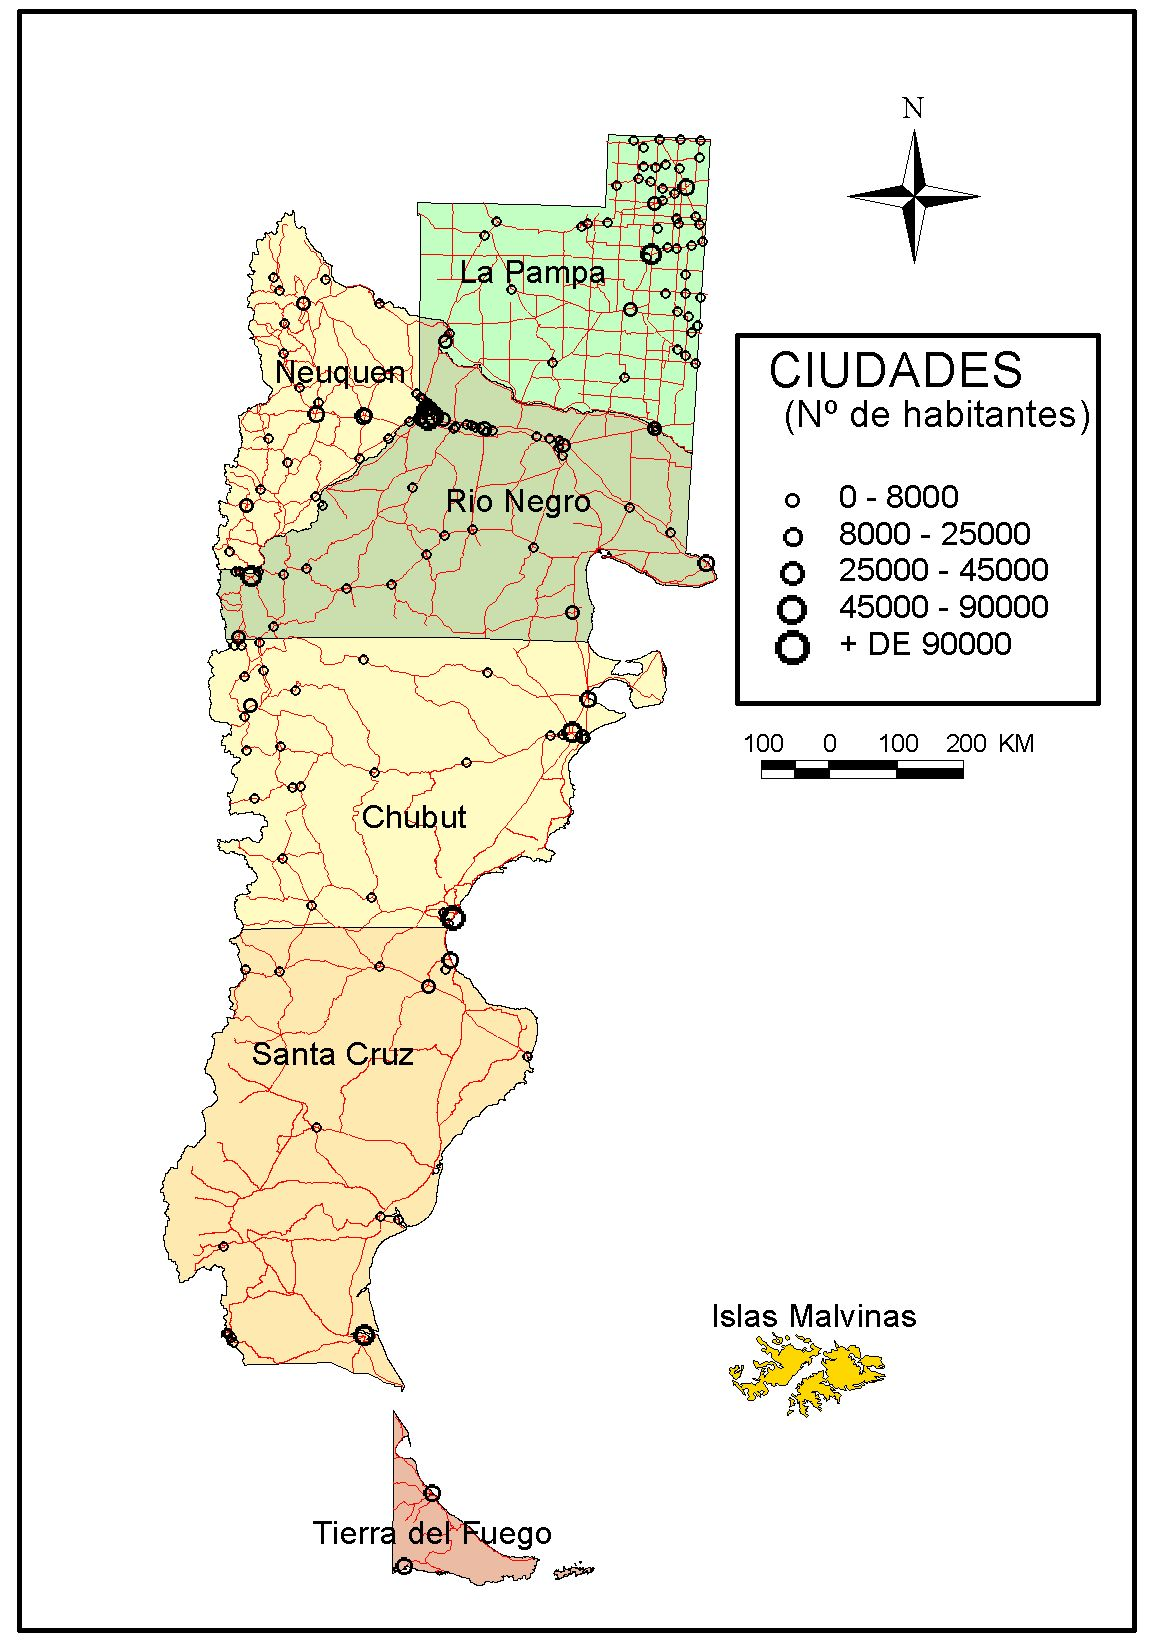 N
La Pampa
Neuquen
CIUDADES
(Nº de habitantes)
0 - 8000
8000 - 25000
25000 - 45000
45000 - 90000
+ DE 90000
Rio Negro
100 0 100 200 KM
Chubut
Santa Cruz
Islas Malvinas
Tierra del Fuego